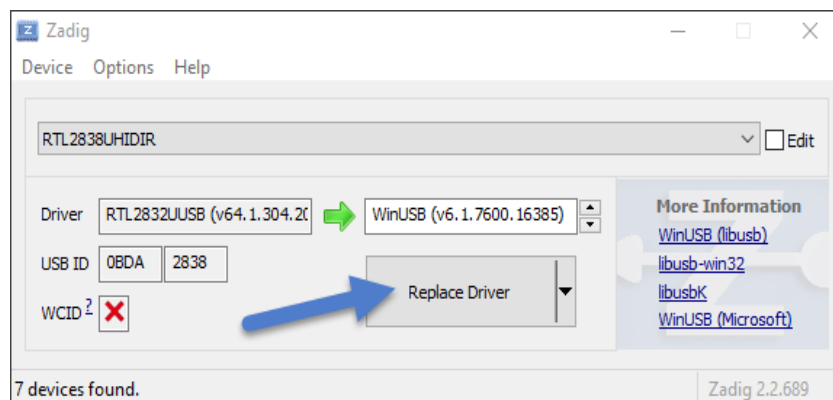 Zadig
Device Options Help
RTL2838UHIDIR
Edit
Driver RTL2832UUSB (v64.1.304.20 WinUSB (v6.1.7600.16385)
USB ID 0BDA 2838
WCID ?
Replace Driver
More Information
WinUSB (libusb)
libusb-win32
libusbK
WinUSB (Microsoft)
7 devices found.
Zadig 2.2.689